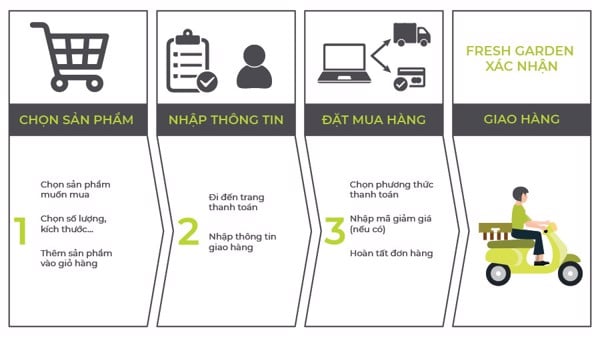 CHỌN SẢN PHẨM
1
Chọn sản phẩm
muốn mua
Chọn số lượng,
kích thước...
Thêm sản phẩm
vào giỏ hàng
NHẬP THÔNG TIN
2
Đi đến trang
thanh toán
Nhập thông tin
giao hàng
ĐẶT MUA HÀNG
3
Chọn phương thức
thanh toán
Nhập mã giảm giá
(nếu có)
Hoàn tất đơn hàng
FRESH GARDEN
XÁC NHẬN
GIAO HÀNG